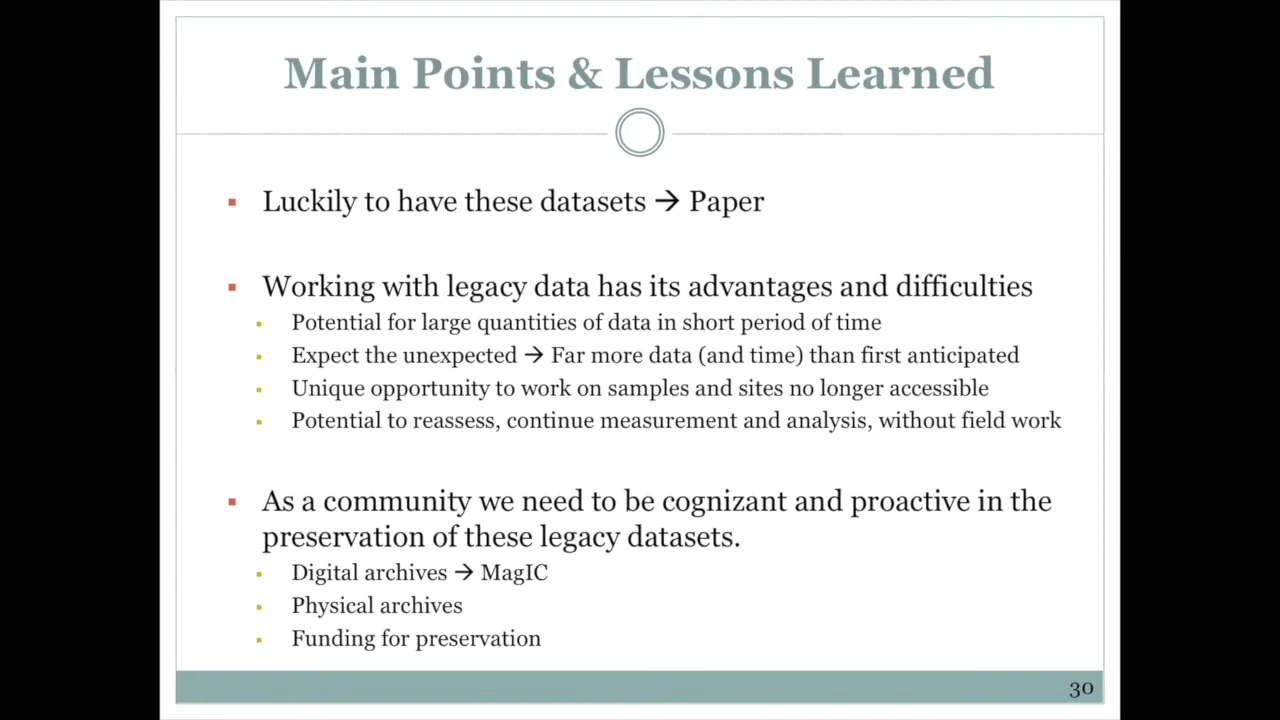 Main Points & Lessons Learned
▪ Luckily to have these datasets → Paper
▪ Working with legacy data has its advantages and difficulties
▪ Potential for large quantities of data in short period of time
▪ Expect the unexpected → Far more data (and time) than first anticipated
▪ Unique opportunity to work on samples and sites no longer accessible
▪ Potential to reassess, continue measurement and analysis, without field work
▪ As a community we need to be cognizant and proactive in the
preservation of these legacy datasets.
▪ Digital archives → MagIC
▪ Physical archives
▪ Funding for preservation
30